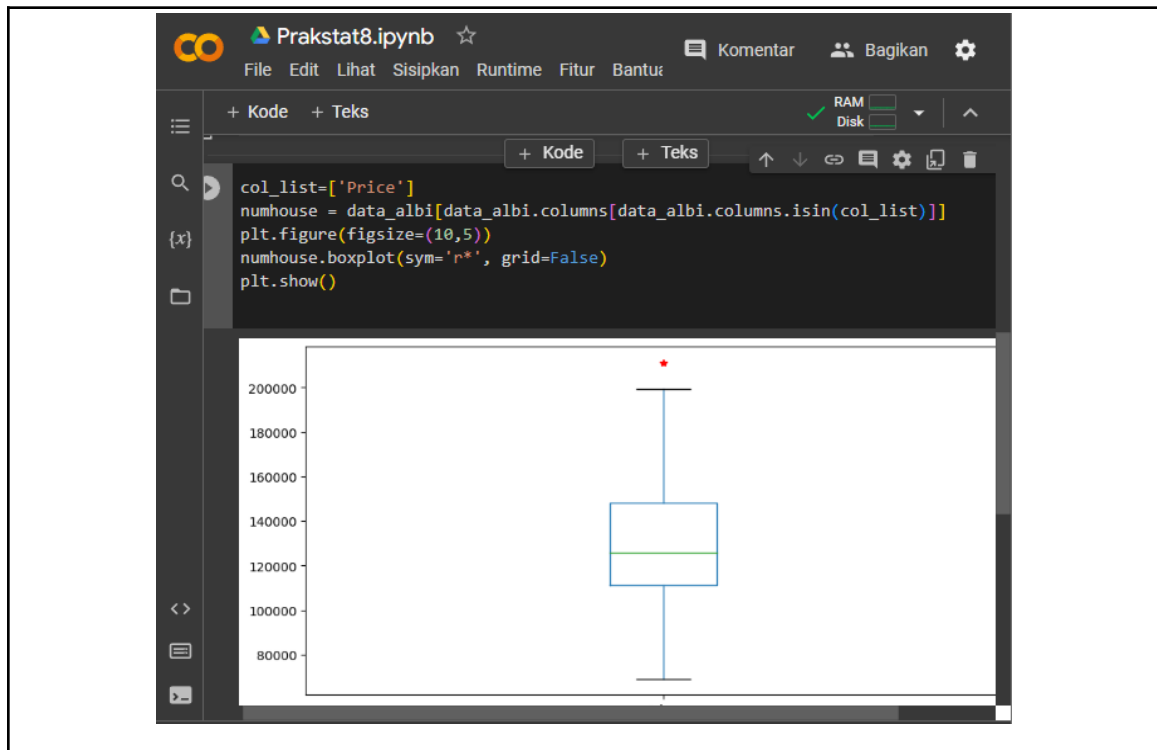 Prakstat8.ipynb
Komentar
Bagikan
File Edit Lihat Sisipkan Runtime Fitur
+ Kode + Teks
RAM
Disk
+ Kode + Teks
col_list=['Price']
numhouse = data_albi[data_albi.columns[data_albi.columns.isin(col_list)]]
plt.figure(figsize=(10,5))
numhouse.boxplot(sym='r*', grid=False)
plt.show()
{x}
200000
180000
160000
140000
120000
100000
80000